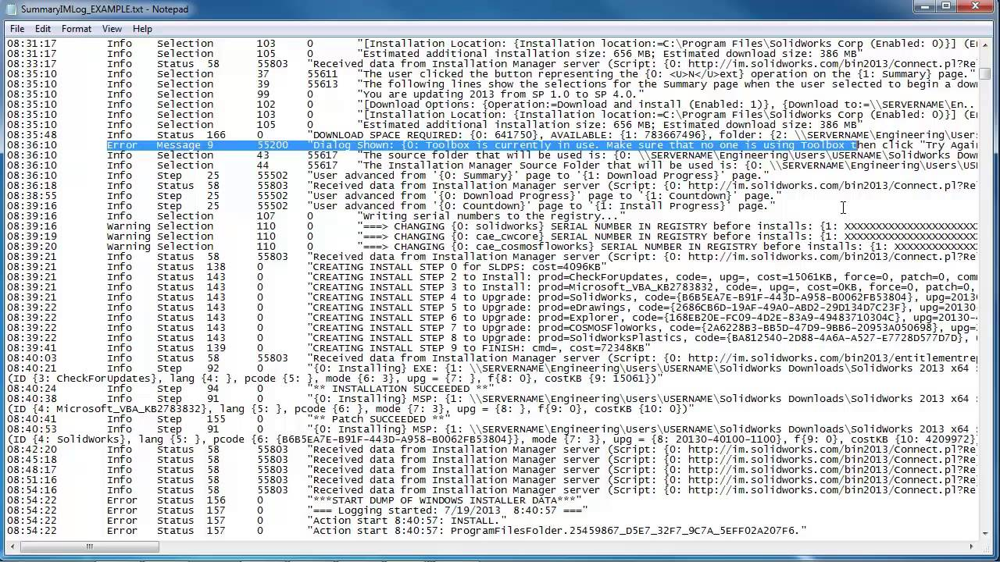 SummaryIMLog_EXAMPLE.txt - Notepad
File Edit Format View Help
08:31:17 Info Selection 103 0 "[Installation Location: {Installation location:=C:\Program Files\SolidWorks Corp (Enabled: 0)}] (En
08:31:17 Info Selection 105 0 "Estimated additional installation size: 656 MB; Estimated download size: 386 MB"
08:33:17 Info Status 58 55803 "Received data from Installation Manager server (Script: {0: http://im.solidworks.com/bin2013/Connect.pl?Re
08:35:10 Info Selection 37 55611 "The user clicked the button representing the {0: <U>N</U>ext} operation on the {1: Summary} page."
08:35:10 Info Selection 39 55613 "The following lines show the selections for the Summary page when the user selected to begin a dow
08:35:10 Info Selection 99 0 "You are updating 2013 from SP 1.0 to SP 4.0."
08:35:10 Info Selection 102 0 "[Download Options: {Operation:=Download and install (Enabled: 1)}, {Download to:=\\SERVERNAME\En..
08:35:10 Info Selection 103 0 "[Installation Location: {Installation location:=C:\Program Files\SolidWorks Corp (Enabled: 0)}] (En
08:35:10 Info Selection 105 0 "Estimated additional installation size: 656 MB; Estimated download size: 386 MB"
08:35:48 Info Status 166 0 "DOWNLOAD SPACE REQUIRED: {0: 641750}, AVAILABLE: {1: 783667496}, folder: {2: \\SERVERNAME\Engineering\User
08:36:10 Error Message 9 55200 "Dialog Shown: {0: Toolbox is currently in use. Make sure that no one is using Toolbox then click "Try Agai
08:36:10 Info Selection 43 55617 "The source folder that will be used is: {0: \\SERVERNAME\Engineering\Users\USERNAME\SolidWorks Dow
08:36:10 Info Selection 44 55617 "The Installation Manager Source Folder that will be used is: {0: \\SERVERNAME\Engineering\Users\USE
08:36:10 Info Step 25 55502 "User advanced from '{0: Summary}' page to '{1: Download Progress}' page."
08:36:18 Info Status 58 55803 "Received data from Installation Manager server (Script: {0: http://im.solidworks.com/bin2013/Connect.pl?Re
08:38:55 Info Step 25 55502 "User advanced from '{0: Download Progress}' page to '{1: Countdown}' page."
08:39:16 Info Step 25 55502 "User advanced from '{0: Countdown}' page to '{1: Install Progress}' page."
08:39:16 Info Selection 107 0 "Writing serial numbers to the registry..."
08:39:16 Warning Selection 110 0 "===> CHANGING {0: solidworks} SERIAL NUMBER IN REGISTRY before installs: {1: XXXXXXXXXXXXXXXXXXXXX
08:39:19 Warning Selection 110 0 "===> CHANGING {0: cae_cwcore} SERIAL NUMBER IN REGISTRY before installs: {1: XXXXXXXXXXXXXXXXXXXXX
08:39:20 Warning Selection 110 0 "===> CHANGING {0: cae_cosmosfloworks} SERIAL NUMBER IN REGISTRY before installs: {1: XXXXXXXXXXXXX
08:39:21 Info Status 58 55803 "Received data from Installation Manager server (Script: {0: http://im.solidworks.com/bin2013/Connect.pl?Re
08:39:21 Info Status 138 0 "CREATING INSTALL STEP 0 for SLDPS: cost=4096KB"
08:39:21 Info Status 143 0 "CREATING INSTALL STEP 2 to Install: prod=CheckForUpdates, code=, upg=, cost=15061KB, force=0, patch=0, com
08:39:21 Info Status 143 0 "CREATING INSTALL STEP 3 to Install: prod=Microsoft_VBA_KB2783832, code=, upg=, cost=0KB, force=0, patch=0,
08:39:21 Info Status 143 0 "CREATING INSTALL STEP 4 to Upgrade: prod=SolidWorks, code={B6B5EA7E-B91F-443D-A958-B0062FB53804}, upg=2013
08:39:21 Info Status 143 0 "CREATING INSTALL STEP 5 to Upgrade: prod=eDrawings, code={2686CB6D-19AF-49A0-ABD2-29D134D7C23F}, upg=20130
08:39:21 Info Status 143 0 "CREATING INSTALL STEP 6 to Upgrade: prod=Explorer, code={168EB20E-FC09-4D2E-83A9-49483710304C}, upg=20130-
08:39:21 Info Status 143 0 "CREATING INSTALL STEP 7 to Upgrade: prod=COSMOSFloWorks, code={2A6228B3-BB5D-47D9-9BB6-20953A050698}, upg=
08:39:21 Info Status 143 0 "CREATING INSTALL STEP 8 to Upgrade: prod=SolidworksPlastics, code={BA812540-2D88-4A6A-A527-E7728D577D7D},
08:39:41 Info Status 139 0 "CREATING INSTALL STEP 9 to FINISH: cmd=, cost=72348KB"
08:40:03 Info Status 58 55803 "Received data from Installation Manager server (Script: {0: http://im.solidworks.com/bin2013/entitlementre
08:40:21 Info Step 92 0 "{0: Installing} EXE: {1: \\SERVERNAME\Engineering\Users\USERNAME\SolidWorks Downloads\SolidWorks 2013 x64
(ID {3: CheckForUpdates}, lang {4: }, pcode {5: }, mode {6: 3}, upg = {7: }, f{8: 0}, costKB {9: 15061})"
08:40:24 Info Step 94 0 "** INSTALLATION SUCCEEDED **"
08:40:38 Info Step 91 0 "{0: Installing} MSP: {1: \\SERVERNAME\Engineering\Users\USERNAME\SolidWorks Downloads\SolidWorks 2013 x64
(ID {4: Microsoft_VBA_KB2783832}, lang {5: }, pcode {6: }, mode {7: 3}, upg = {8: }, f{9: 0}, costKB {10: 0})"
08:40:41 Info Step 155 0 "** Patch SUCCEEDED **"
08:40:53 Info Step 91 0 "{0: Installing} MSP: {1: \\SERVERNAME\Engineering\Users\USERNAME\SolidWorks Downloads\SolidWorks 2013 x64
(ID {4: SolidWorks}, lang {5: }, pcode {6: {B6B5EA7E-B91F-443D-A958-B0062FB53804}}, mode {7: 3}, upg = {8: 20130-40100-1100}, f{9: 0}, costKB {10: 4209972}
08:42:20 Info Status 58 55803 "Received data from Installation Manager server (Script: {0: http://im.solidworks.com/bin2013/Connect.pl?Re
08:45:18 Info Status 58 55803 "Received data from Installation Manager server (Script: {0: http://im.solidworks.com/bin2013/Connect.pl?Re
08:48:17 Info Status 58 55803 "Received data from Installation Manager server (Script: {0: http://im.solidworks.com/bin2013/Connect.pl?Re
08:51:16 Info Status 58 55803 "Received data from Installation Manager server (Script: {0: http://im.solidworks.com/bin2013/Connect.pl?Re
08:54:16 Info Status 58 55803 "Received data from Installation Manager server (Script: {0: http://im.solidworks.com/bin2013/Connect.pl?Re
08:54:22 Error Status 156 0 "***START DUMP OF WINDOWS INSTALLER DATA***"
08:54:22 Error Status 157 0 "=== Logging started: 7/19/2013 8:40:57 ==="
08:54:22 Error Status 157 0 "Action start 8:40:57: INSTALL."
08:54:22 Error Status 157 0 "Action start 8:40:57: ProgramFilesFolder.25459867_D5E7_32F7_9C7A_5EFF02A207F6."